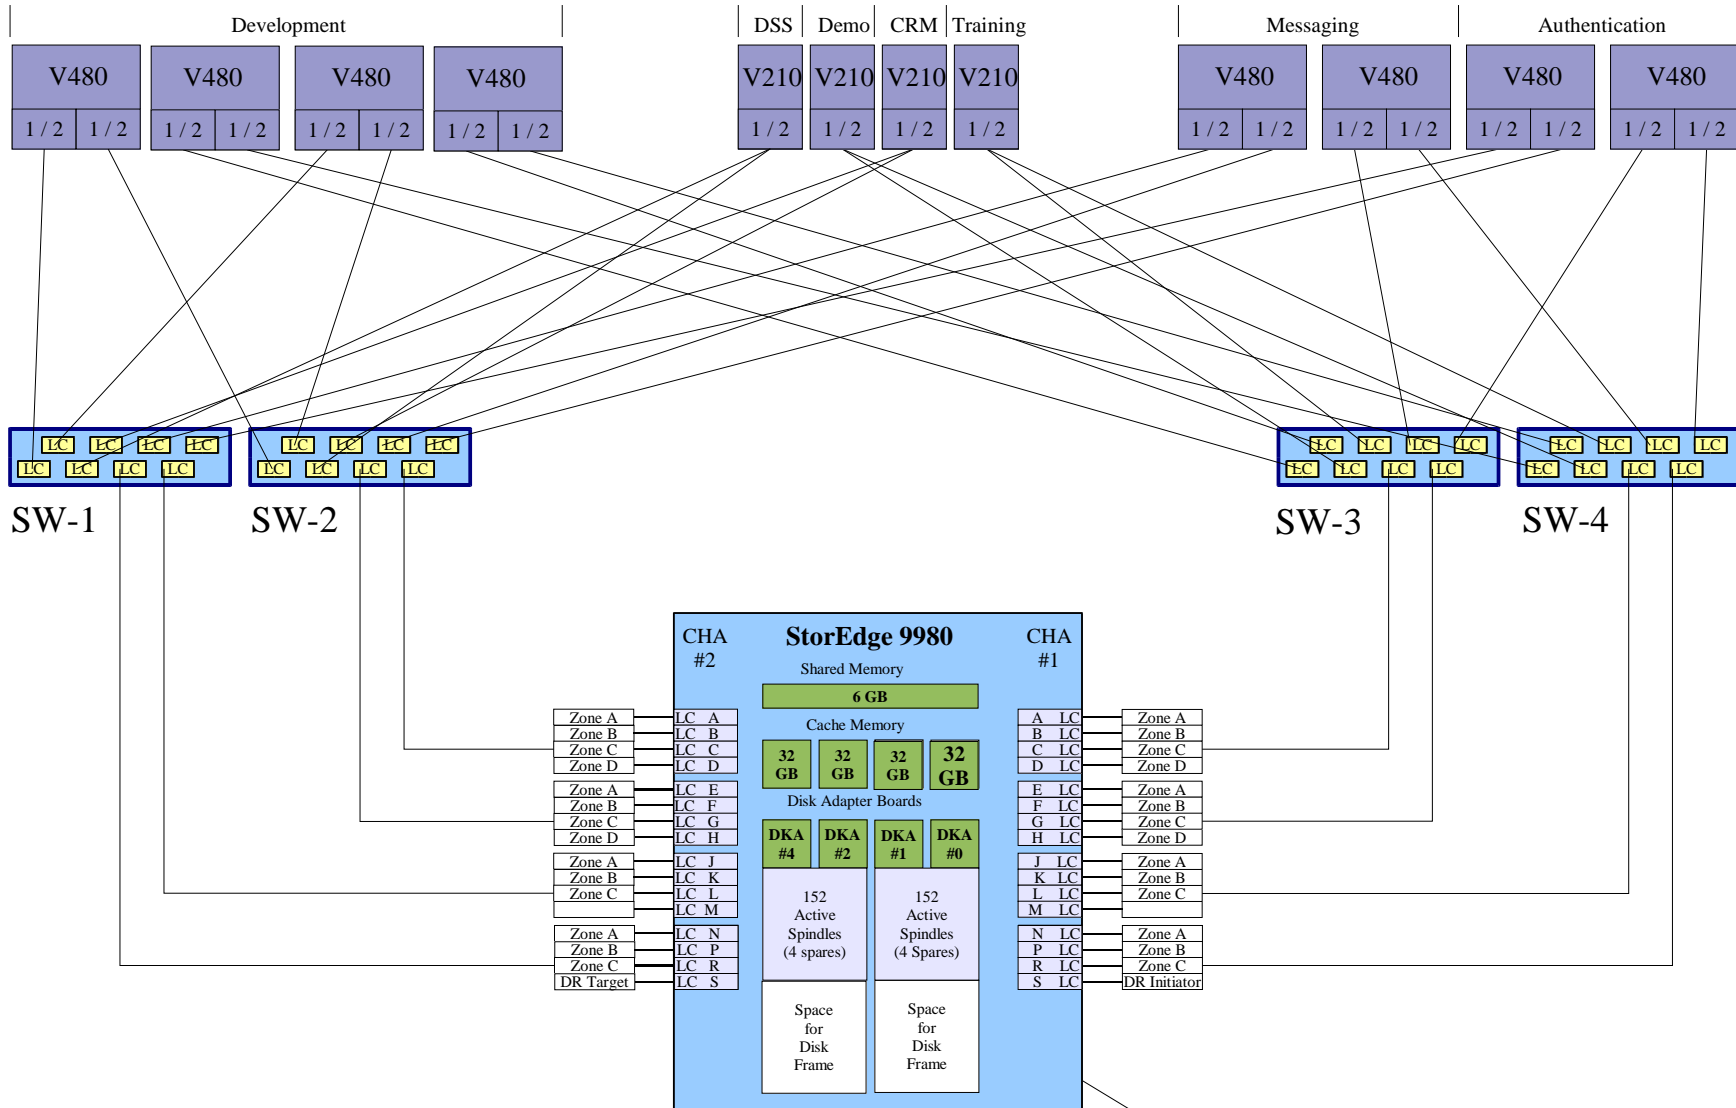 Development DSS Demo CRM Training Messaging Authentication
V480 V480 V480 V480 V210 V210 V210 V210 V480 V480 V480 V480
1 / 2 1 / 2 1 / 2 1 / 2 1 / 2 1 / 2 1 / 2 1 / 2 1 / 2 1 / 2 1 / 2 1 / 2 1 / 2 1 / 2 1 / 2 1 / 2 1 / 2 1 / 2 1 / 2 1 / 2
LC LC LC LC LC LC LC LC LC LC LC LC LC LC LC LC
LC LC LC LC LC LC LC LC LC LC LC LC LC LC LC LC
SW-1 SW-2 SW-3 SW-4
CHA
#2
StorEdge 9980
CHA
#1
Shared Memory
6 GB
Cache Memory
32
GB
32
GB
32
GB
32
GB
Disk Adapter Boards
DKA
#4
DKA
#2
DKA
#1
DKA
#0
152
Active
Spindles
(4 spares)
152
Active
Spindles
(4 Spares)
Space
for
Disk
Frame
Space
for
Disk
Frame
Zone A LC A
Zone B LC B
Zone C LC C
Zone D LC D
Zone A LC E
Zone B LC F
Zone C LC G
Zone D LC H
Zone A LC J
Zone B LC K
Zone C LC L
LC M
Zone A LC N
Zone B LC P
Zone C LC R
DR Target LC S
A LC Zone A
B LC Zone B
C LC Zone C
D LC Zone D
E LC Zone A
F LC Zone B
G LC Zone C
H LC Zone D
J LC Zone A
K LC Zone B
L LC Zone C
M LC
N LC Zone A
P LC Zone B
R LC Zone C
S LC DR Initiator